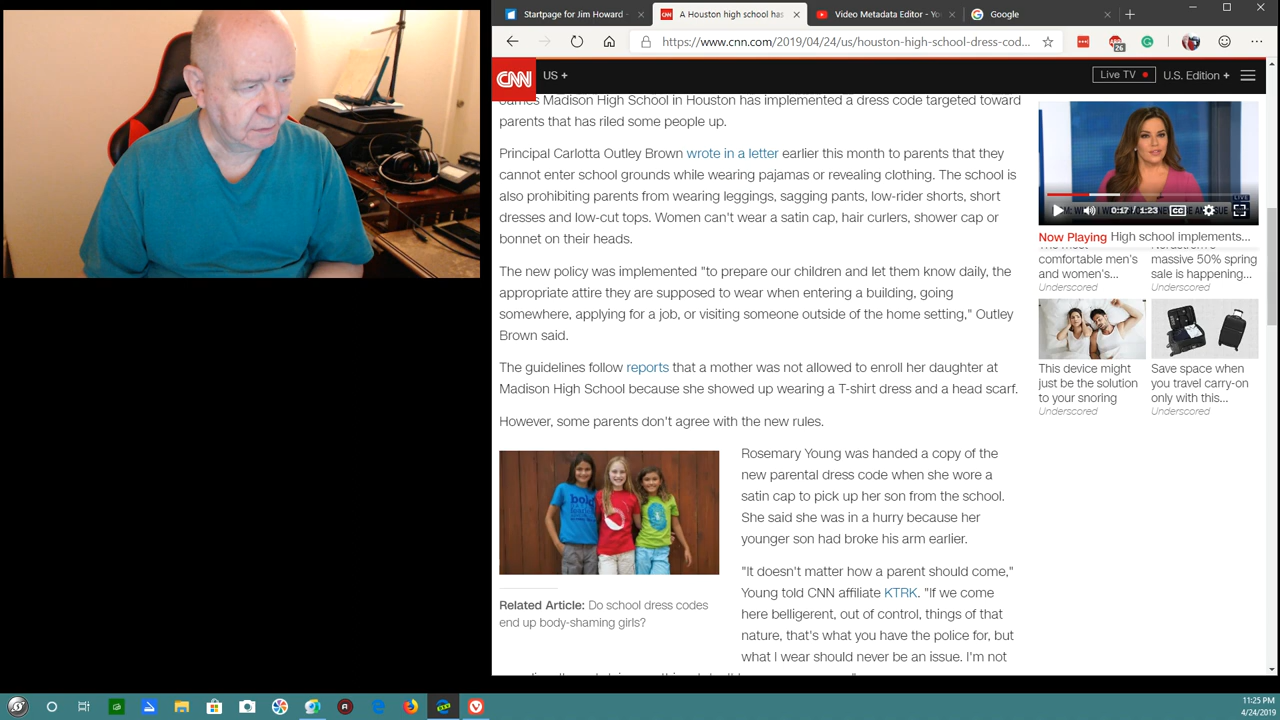 Startpage for Jim Howard -
A Houston high school has
Video Metadata Editor - Yo
Google
https://www.cnn.com/2019/04/24/us/houston-high-school-dress-cod...
26
CNN
US +
Live TV
U.S. Edition +
James Madison High School in Houston has implemented a dress code targeted toward
parents that has riled some people up.
Principal Carlotta Outley Brown wrote in a letter earlier this month to parents that they
cannot enter school grounds while wearing pajamas or revealing clothing. The school is
also prohibiting parents from wearing leggings, sagging pants, low-rider shorts, short
dresses and low-cut tops. Women can't wear a satin cap, hair curlers, shower cap or
bonnet on their heads.
The new policy was implemented "to prepare our children and let them know daily, the
appropriate attire they are supposed to wear when entering a building, going
somewhere, applying for a job, or visiting someone outside of the home setting," Outley
Brown said.
The guidelines follow reports that a mother was not allowed to enroll her daughter at
Madison High School because she showed up wearing a T-shirt dress and a head scarf.
However, some parents don't agree with the new rules.
Rosemary Young was handed a copy of the
new parental dress code when she wore a
satin cap to pick up her son from the school.
She said she was in a hurry because her
younger son had broke his arm earlier.
"It doesn't matter how a parent should come,"
Young told CNN affiliate KTRK. "If we come
here belligerent, out of control, things of that
nature, that's what you have the police for, but
what I wear should never be an issue. I'm not
Related Article: Do school dress codes
end up body-shaming girls?
0:17 / 1:23
CC
Now Playing High school implements...
comfortable men's
and women's...
Underscored
massive 50% spring
sale is happening...
Underscored
This device might
just be the solution
to your snoring
Underscored
Save space when
you travel carry-on
only with this...
Underscored
11:25 PM
4/24/2019